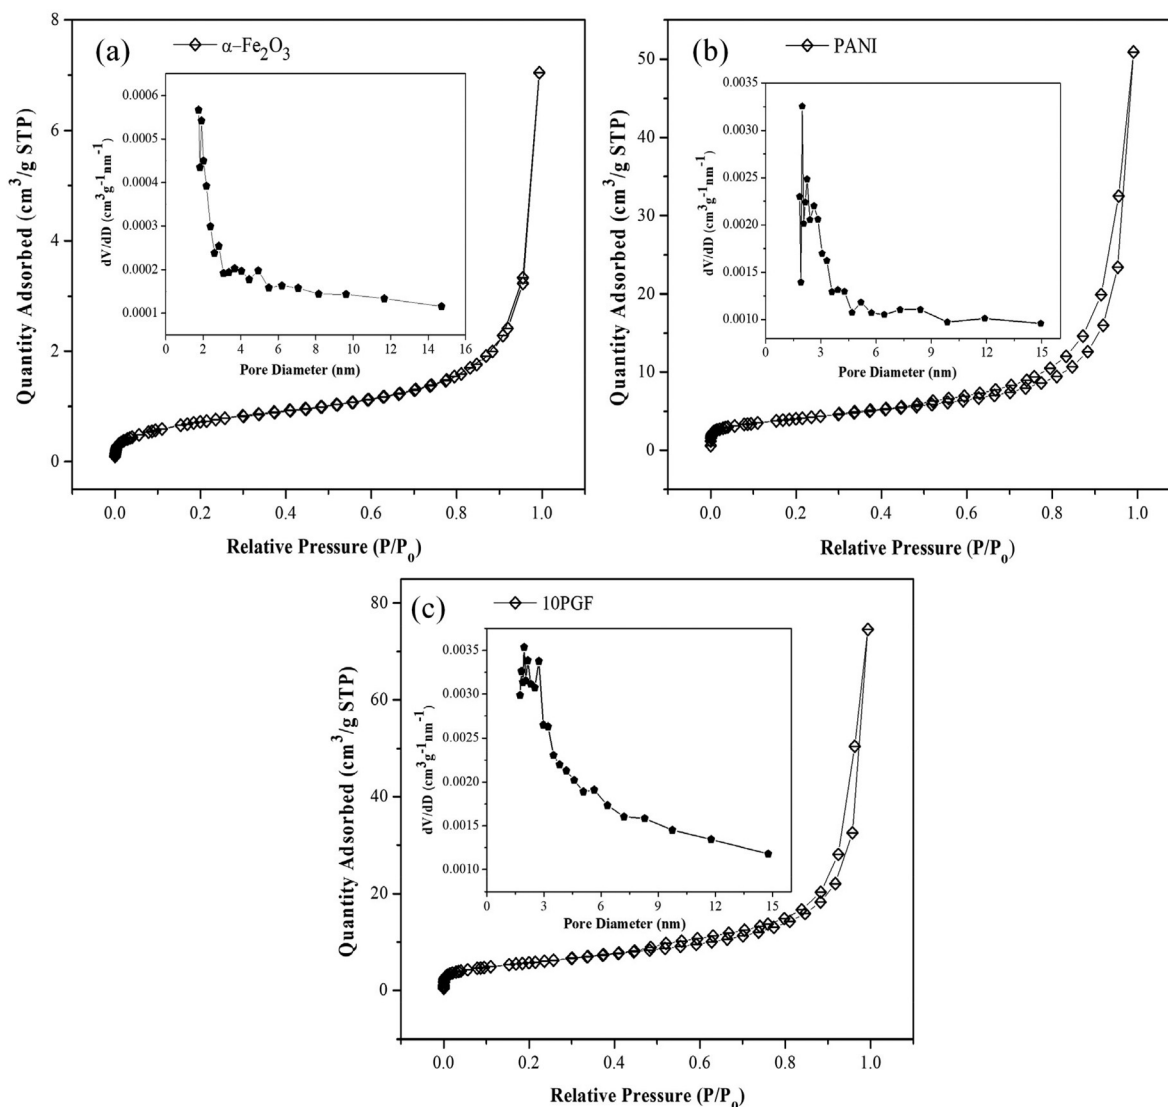 (a)
α–Fe2O3
Quantity Adsorbed (cm3/g STP)
8
6
4
2
0
0.0 0.2 0.4 0.6 0.8 1.0
Relative Pressure (P/P0)
dV/dD (cm3g-1nm-1)
0.0006
0.0005
0.0004
0.0003
0.0002
0.0001
0 2 4 6 8 10 12 14 16
Pore Diameter (nm)
(b)
PANI
Quantity Adsorbed (cm3/g STP)
50
40
30
20
10
0
0.0 0.2 0.4 0.6 0.8 1.0
Relative Pressure (P/P0)
dV/dD (cm3g-1nm-1)
0.0035
0.0030
0.0025
0.0020
0.0015
0.0010
0 3 6 9 12 15
Pore Diameter (nm)
(c)
10PGF
Quantity Adsorbed (cm3/g STP)
80
60
40
20
0
0.0 0.2 0.4 0.6 0.8 1.0
Relative Pressure (P/P0)
dV/dD (cm3g-1nm-1)
0.0035
0.0030
0.0025
0.0020
0.0015
0.0010
0 3 6 9 12 15
Pore Diameter (nm)